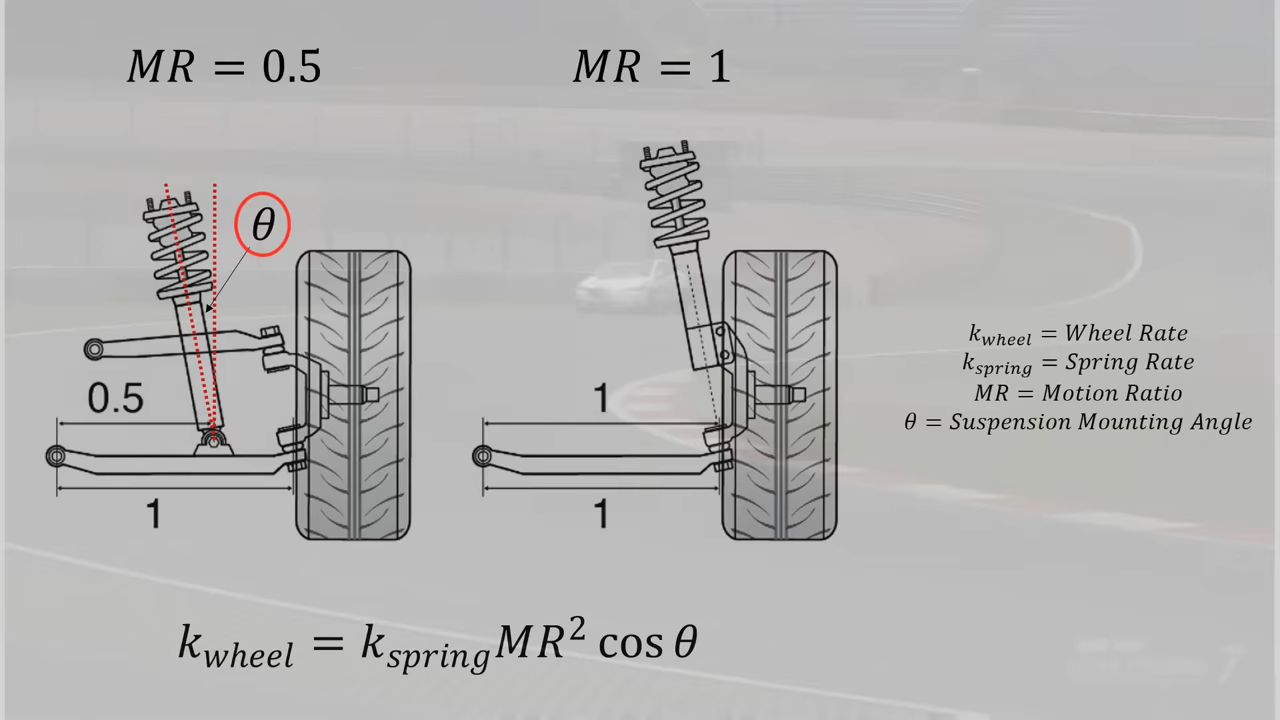 MR = 0.5
MR = 1
θ
0.5
1
1
1
k_wheel = Wheel Rate
k_spring = Spring Rate
MR = Motion Ratio
θ = Suspension Mounting Angle
k_wheel = k_spring MR² cos θ